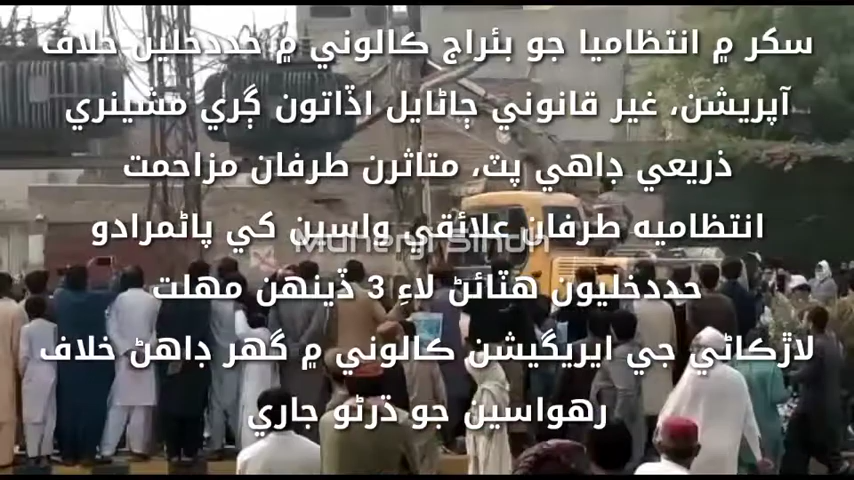 سکر ۾ انتظاميا جو بئراج ڪالوني ۾ حددخلين خلاف
آپريشن، غير قانوني ڄاڻايل اڏاتون ڳري مشينري
ذريعي ڊاهي پٽ، متاثرن طرفان مزاحمت
انتظاميه طرفان علائقي واسين کي پاڻمرادو
حددخليون هٽائڻ لاءِ 3 ڏينهن مهلت
لاڙڪاڻي جي ايريگيشن ڪالوني ۾ گهر ڊاهڻ خلاف
رهواسين جو ڌرڻو جاري